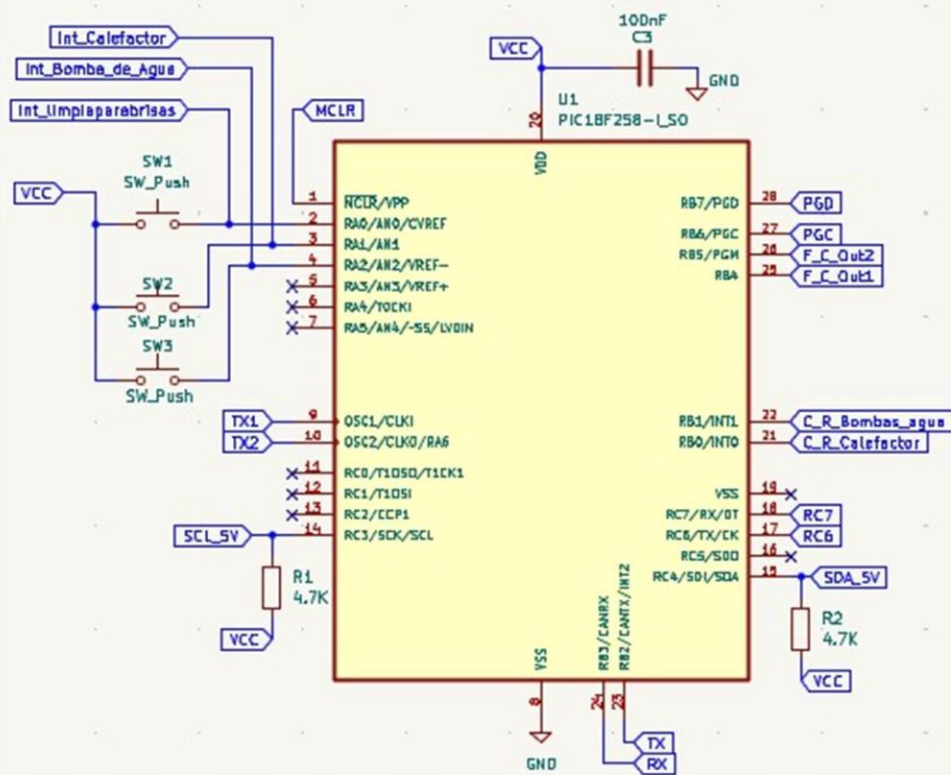 Int_Calefactor
Int_Bomba_de_Agua
Int_limpiaparabrisas
VCC
SW1
SW_Push
SW2
SW_Push
SW3
SW_Push
MCLR
VCC
100nF
C3
GND
U1
PIC18F258-I_SO
20
VDD
1
MCLR/VPP
2
RA0/AN0/CVREF
3
RA1/AN1
4
RA2/AN2/VREF-
5
RA3/AN3/VREF+
6
RA4/T0CKI
7
RA5/AN4/-SS/LVDIN
TX1
9
OSC1/CLKI
TX2
10
OSC2/CLKO/RA6
11
RC0/T1OSO/T1CK1
12
RC1/T1OSI
13
RC2/CCP1
SCL_5V
14
RC3/SCK/SCL
R1
4.7K
VCC
RB7/PGD
28
PGD
RB6/PGC
27
PGC
RB5/PGM
26
F_C_Out2
RB4
25
F_C_Out1
RB1/INT1
22
C_R_Bombas_agua
RB0/INT0
21
C_R_Calefactor
VSS
19
RC7/RX/DT
18
RC7
RC6/TX/CK
17
RC6
RC5/SDO
16
RC4/SDI/SDA
15
SDA_5V
R2
4.7K
VCC
VSS
8
GND
RB3/CANRX
24
RB2/CANTX/INT2
23
TX
RX